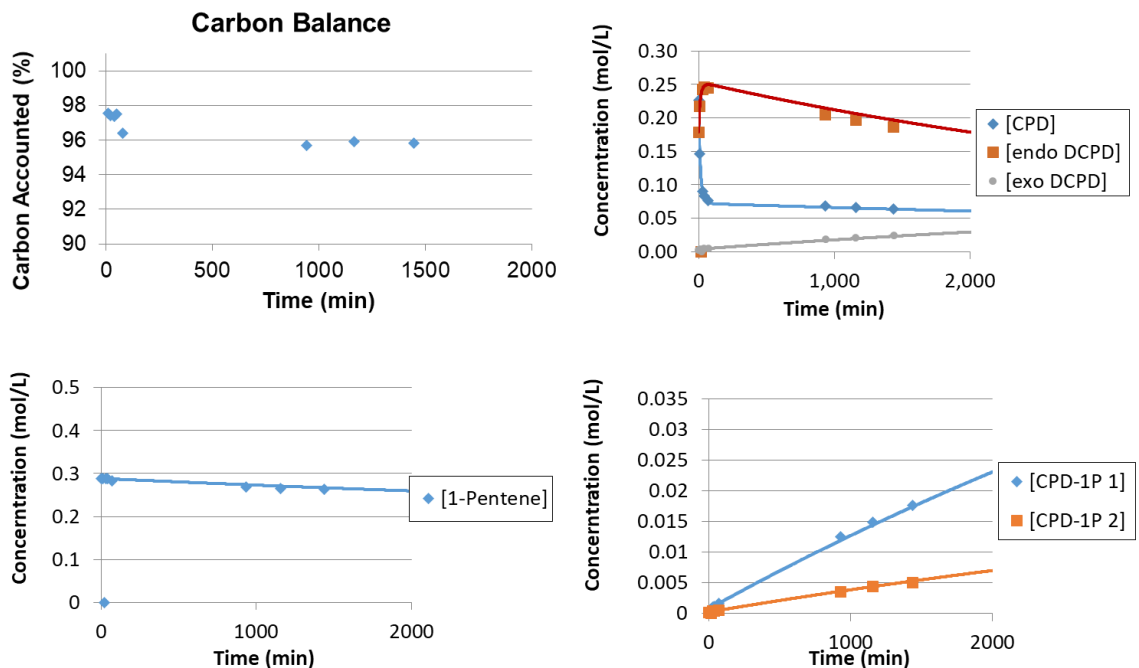 Carbon Balance
Carbon Accounted (%)
100
98
96
94
92
90
0
500
1000
1500
2000
Time (min)
Concerntration (mol/L)
0.30
0.25
0.20
0.15
0.10
0.05
0.00
0
1,000
2,000
Time (min)
[CPD]
[endo DCPD]
[exo DCPD]
Concerntration (mol/L)
0.5
0.4
0.3
0.2
0.1
0
0
1000
2000
Time (min)
[1-Pentene]
Concerntration (mol/L)
0.035
0.03
0.025
0.02
0.015
0.01
0.005
0
0
1000
2000
Time (min)
[CPD-1P 1]
[CPD-1P 2]